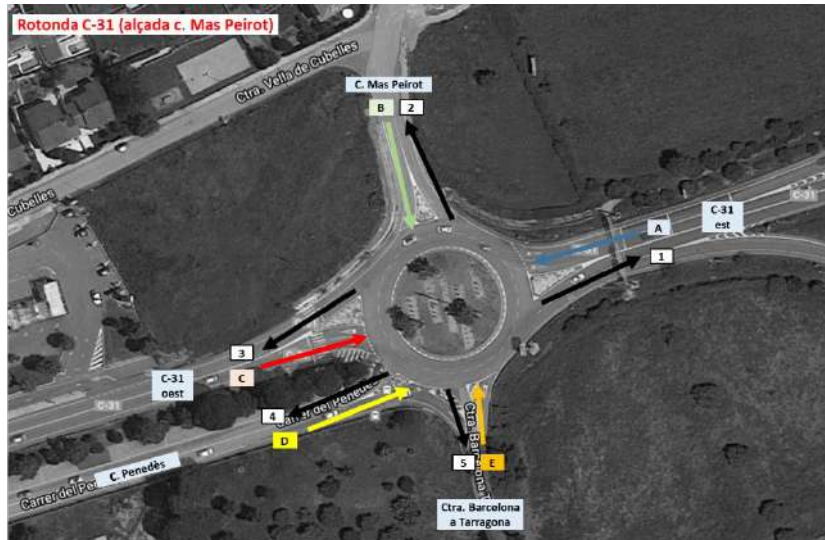 Rotonda C-31 (alçada c. Mas Peirot)
Ctra. Vella de Cubelles
C. Mas Peirot
B
2
Cubelles
C-31
C-31
est
A
1
3
C
C-31
oest
C-31
4
Carrer del Penedès
D
C. Penedès
Carrer del Pen
5
E
Ctra. Barcelona
Ctra. Barcelona
a Tarragona